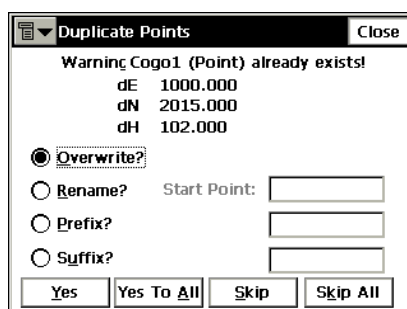 Duplicate Points Close
Warning Cogo1 (Point) already exists!
dE 1000.000
dN 2015.000
dH 102.000
Overwrite?
Rename? Start Point:
Prefix?
Suffix?
Yes Yes To All Skip Skip All